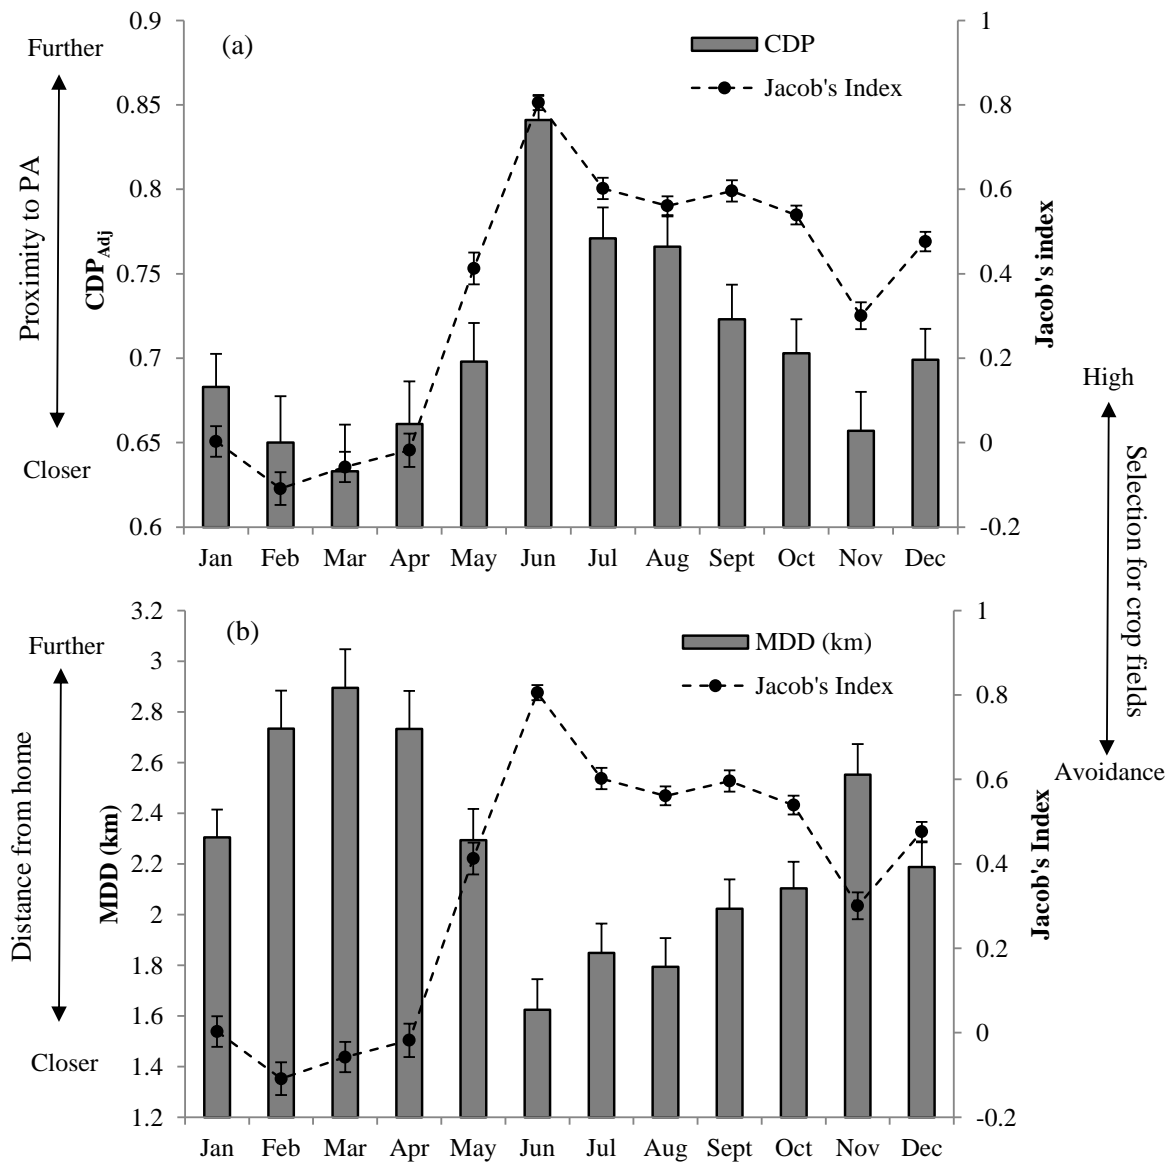 Further
Proximity to PA
Closer
CDP_Adj
0.9
0.85
0.8
0.75
0.7
0.65
0.6
(a)
CDP
Jacob's Index
1
0.8
0.6
0.4
0.2
0
-0.2
Jacob's index
Jan Feb Mar Apr May Jun Jul Aug Sept Oct Nov Dec
High
Selection for crop fields
Avoidance
Further
Distance from home
Closer
MDD (km)
3.2
3
2.8
2.6
2.4
2.2
2
1.8
1.6
1.4
1.2
(b)
MDD (km)
Jacob's Index
1
0.8
0.6
0.4
0.2
0
-0.2
Jacob's Index
Jan Feb Mar Apr May Jun Jul Aug Sept Oct Nov Dec